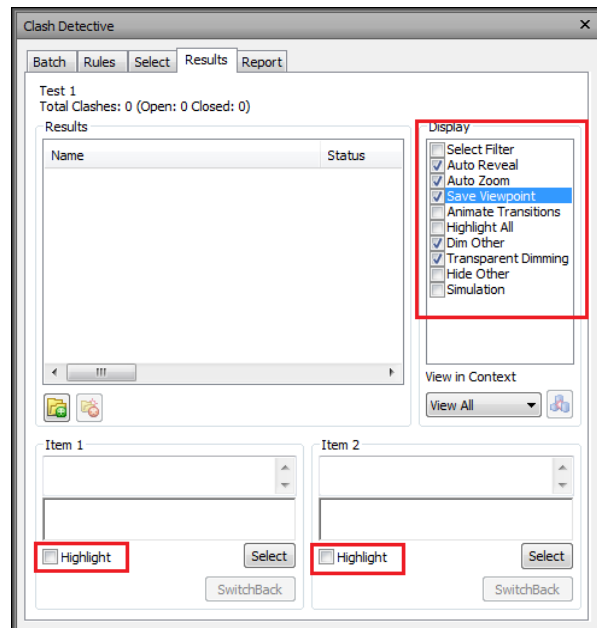 Clash Detective
Batch Rules Select Results Report
Test 1
Total Clashes: 0 (Open: 0 Closed: 0)
Results
Name Status
Display
Select Filter
Auto Reveal
Auto Zoom
Save Viewpoint
Animate Transitions
Highlight All
Dim Other
Transparent Dimming
Hide Other
Simulation
View in Context
View All
Item 1
Highlight Select
SwitchBack
Item 2
Highlight Select
SwitchBack